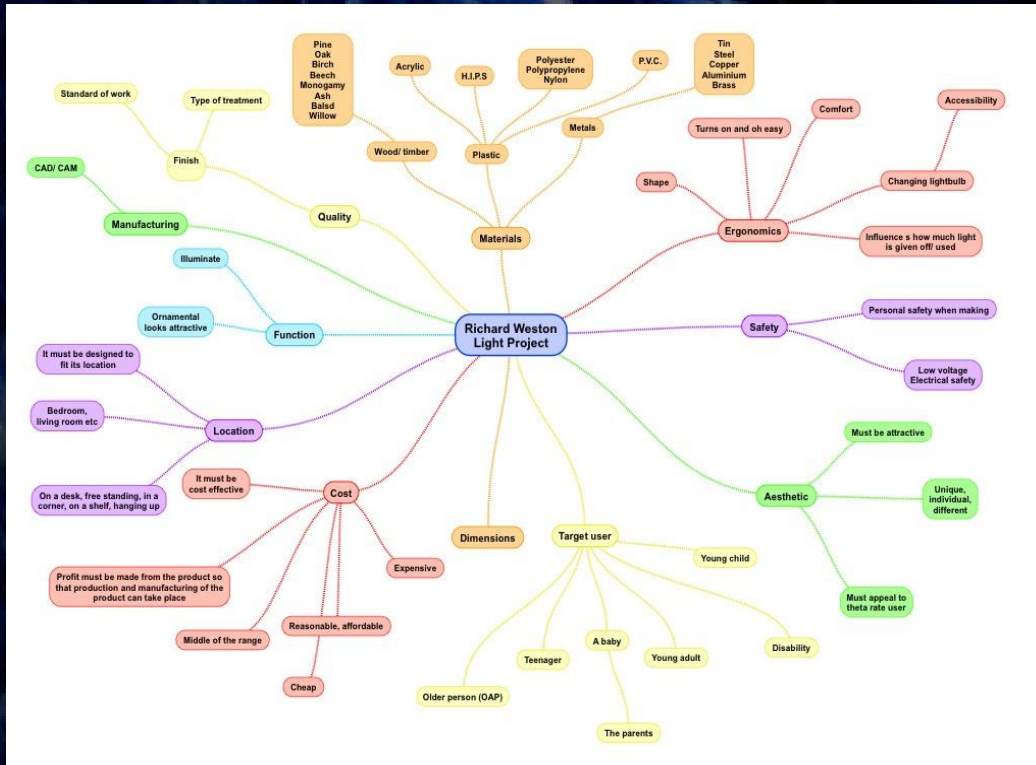 Richard Weston
Light Project
Materials
Wood/ timber
Pine
Oak
Birch
Beech
Monogamy
Ash
Balsd
Willow
Plastic
Acrylic
H.I.P.S
Polyester
Polypropylene
Nylon
P.V.C.
Metals
Tin
Steel
Copper
Aluminium
Brass
Ergonomics
Shape
Turns on and oh easy
Comfort
Changing lightbulb
Accessibility
Influence s how much light
is given off/ used
Safety
Personal safety when making
Low voltage
Electrical safety
Aesthetic
Must be attractive
Unique,
individual,
different
Must appeal to
theta rate user
Target user
Young child
Disability
Young adult
A baby
The parents
Teenager
Older person (OAP)
Dimensions
Cost
Expensive
Reasonable, affordable
Cheap
Middle of the range
Profit must be made from the product so
that production and manufacturing of the
product can take place
It must be
cost effective
Location
On a desk, free standing, in a
corner, on a shelf, hanging up
Bedroom,
living room etc
It must be designed to
fit its location
Function
Ornamental
looks attractive
Illuminate
Manufacturing
CAD/ CAM
Quality
Finish
Standard of work
Type of treatment